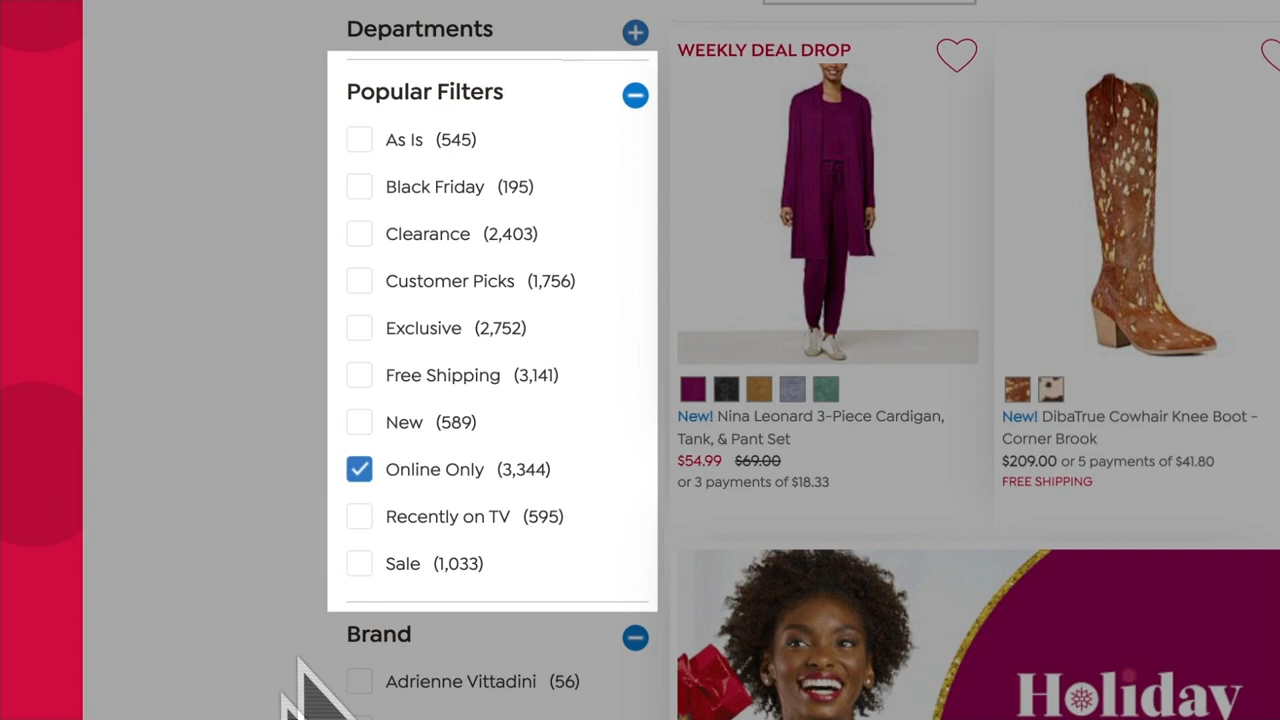 Departments
Popular Filters
As Is (545)
Black Friday (195)
Clearance (2,403)
Customer Picks (1,756)
Exclusive (2,752)
Free Shipping (3,141)
New (589)
Online Only (3,344)
Recently on TV (595)
Sale (1,033)
Brand
Adrienne Vittadini (56)
WEEKLY DEAL DROP
New! Nina Leonard 3-Piece Cardigan,
Tank, & Pant Set
$54.99 $69.00
or 3 payments of $18.33
New! DibaTrue Cowhair Knee Boot -
Corner Brook
$209.00 or 5 payments of $41.80
FREE SHIPPING
Holiday